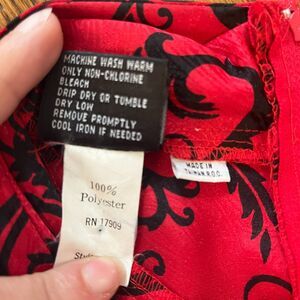 MACHINE WASH WARM
ONLY NON-CHLORINE
BLEACH
DRIP DRY OR TUMBLE
DRY LOW
REMOVE PROMPTLY
COOL IRON IF NEEDED
100%
Polyester
RN 17909
MADE IN
TAIWAN R.O.C.